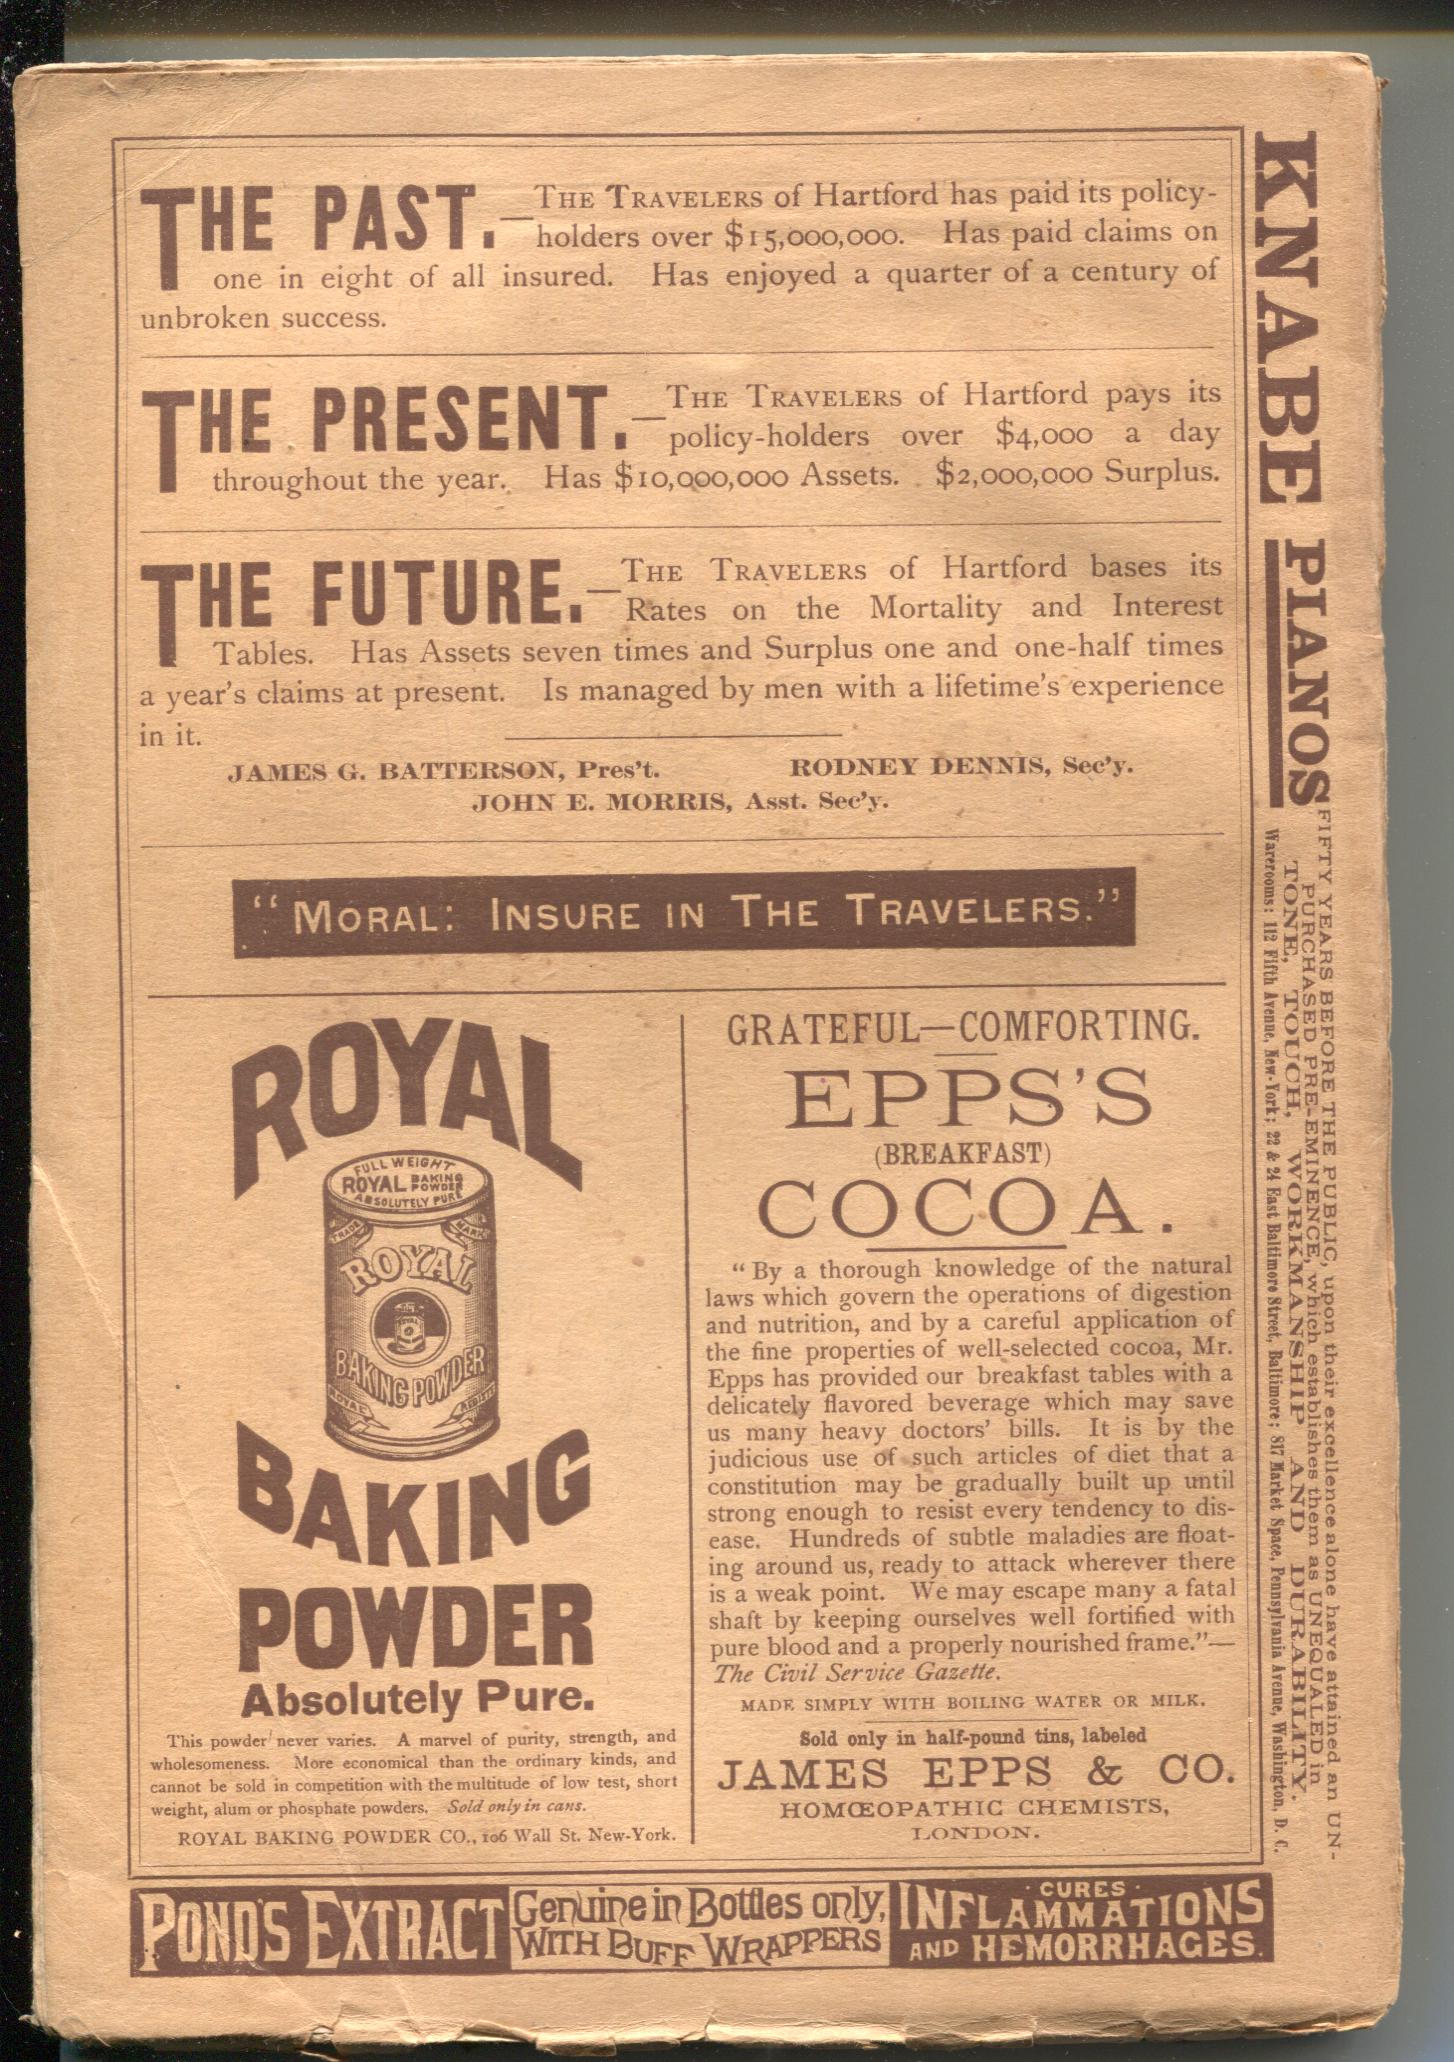 THE PAST.—THE TRAVELERS of Hartford has paid its policy-
holders over $15,000,000. Has paid claims on
one in eight of all insured. Has enjoyed a quarter of a century of
unbroken success.
THE PRESENT.—THE TRAVELERS of Hartford pays its
policy-holders over $4,000 a day
throughout the year. Has $10,000,000 Assets. $2,000,000 Surplus.
THE FUTURE.—THE TRAVELERS of Hartford bases its
Rates on the Mortality and Interest
Tables. Has Assets seven times and Surplus one and one-half times
a year's claims at present. Is managed by men with a lifetime's experience
in it.
JAMES G. BATTERSON, Pres't. RODNEY DENNIS, Sec'y.
JOHN E. MORRIS, Asst. Sec'y.
"MORAL: INSURE IN THE TRAVELERS."
ROYAL
FULL WEIGHT
ROYAL BAKING POWDER
ABSOLUTELY PURE
TRADE MARK
ROYAL
ROYAL
BAKING POWDER
ROYAL
BAKING
POWDER
Absolutely Pure.
This powder never varies. A marvel of purity, strength, and
wholesomeness. More economical than the ordinary kinds, and
cannot be sold in competition with the multitude of low test, short
weight, alum or phosphate powders. Sold only in cans.
ROYAL BAKING POWDER CO., 106 Wall St. New-York.
GRATEFUL—COMFORTING.
EPPS'S
(BREAKFAST)
COCOA.
"By a thorough knowledge of the natural
laws which govern the operations of digestion
and nutrition, and by a careful application of
the fine properties of well-selected cocoa, Mr.
Epps has provided our breakfast tables with a
delicately flavored beverage which may save
us many heavy doctors' bills. It is by the
judicious use of such articles of diet that a
constitution may be gradually built up until
strong enough to resist every tendency to dis-
ease. Hundreds of subtle maladies are float-
ing around us, ready to attack wherever there
is a weak point. We may escape many a fatal
shaft by keeping ourselves well fortified with
pure blood and a properly nourished frame."—
The Civil Service Gazette.
MADE SIMPLY WITH BOILING WATER OR MILK.
Sold only in half-pound tins, labeled
JAMES EPPS & CO.
HOMŒOPATHIC CHEMISTS,
LONDON.
KNABE PIANOS
FIFTY YEARS BEFORE THE PUBLIC, upon their excellence alone have attained an UN-
PURCHASED PRE-EMINENCE, which establishes them as UNEQUALED in
TONE, TOUCH, WORKMANSHIP AND DURABILITY.
Warerooms: 112 Fifth Avenue, New-York; 22 & 24 East Baltimore Street, Baltimore; 817 Market Space, Pennsylvania Avenue, Washington, D. C.
POND'S EXTRACT
Genuine in Bottles only,
WITH BUFF WRAPPERS
CURES
INFLAMMATIONS
AND HEMORRHAGES.